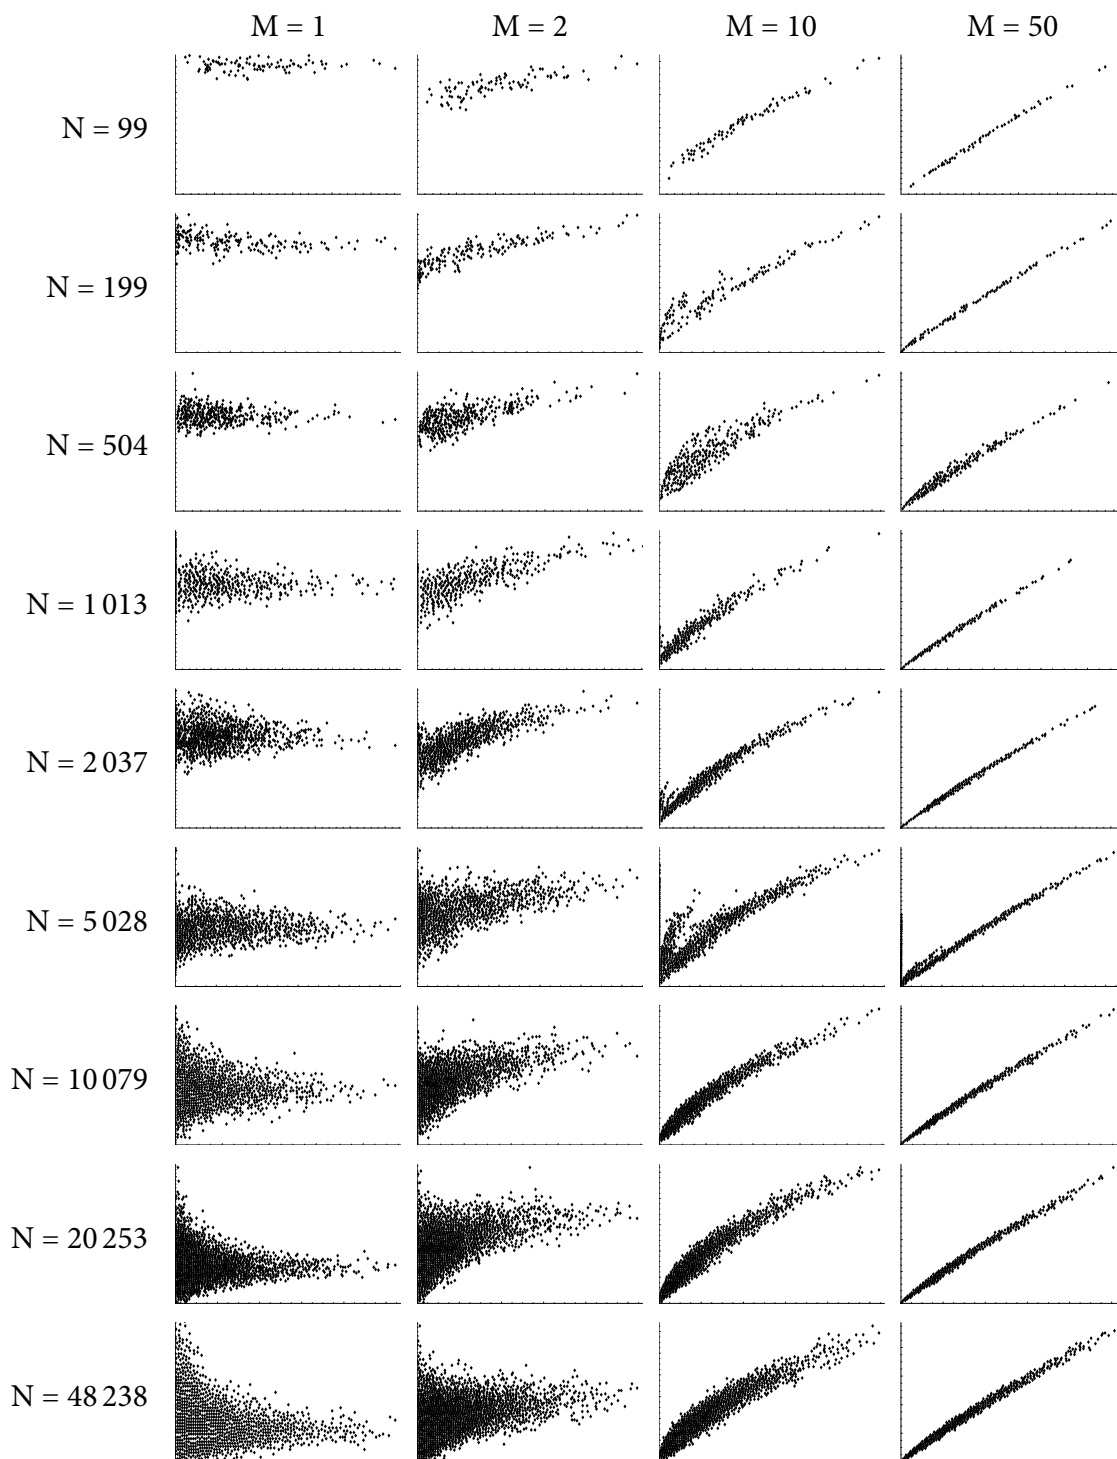 M = 1 M = 2 M = 10 M = 50
N = 99
N = 199
N = 504
N = 1 013
N = 2 037
N = 5 028
N = 10 079
N = 20 253
N = 48 238